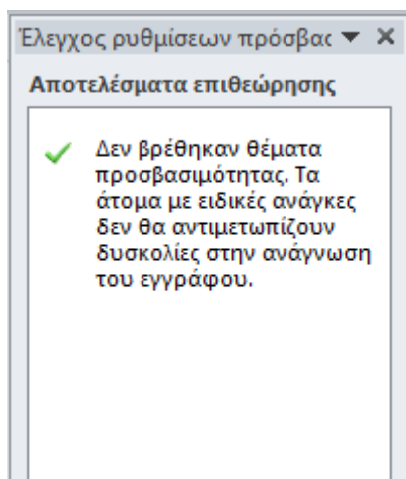 Έλεγχος ρυθμίσεων πρόσβας
Αποτελέσματα επιθεώρησης
Δεν βρέθηκαν θέματα
προσβασιμότητας. Τα
άτομα με ειδικές ανάγκες
δεν θα αντιμετωπίζουν
δυσκολίες στην ανάγνωση
του εγγράφου.